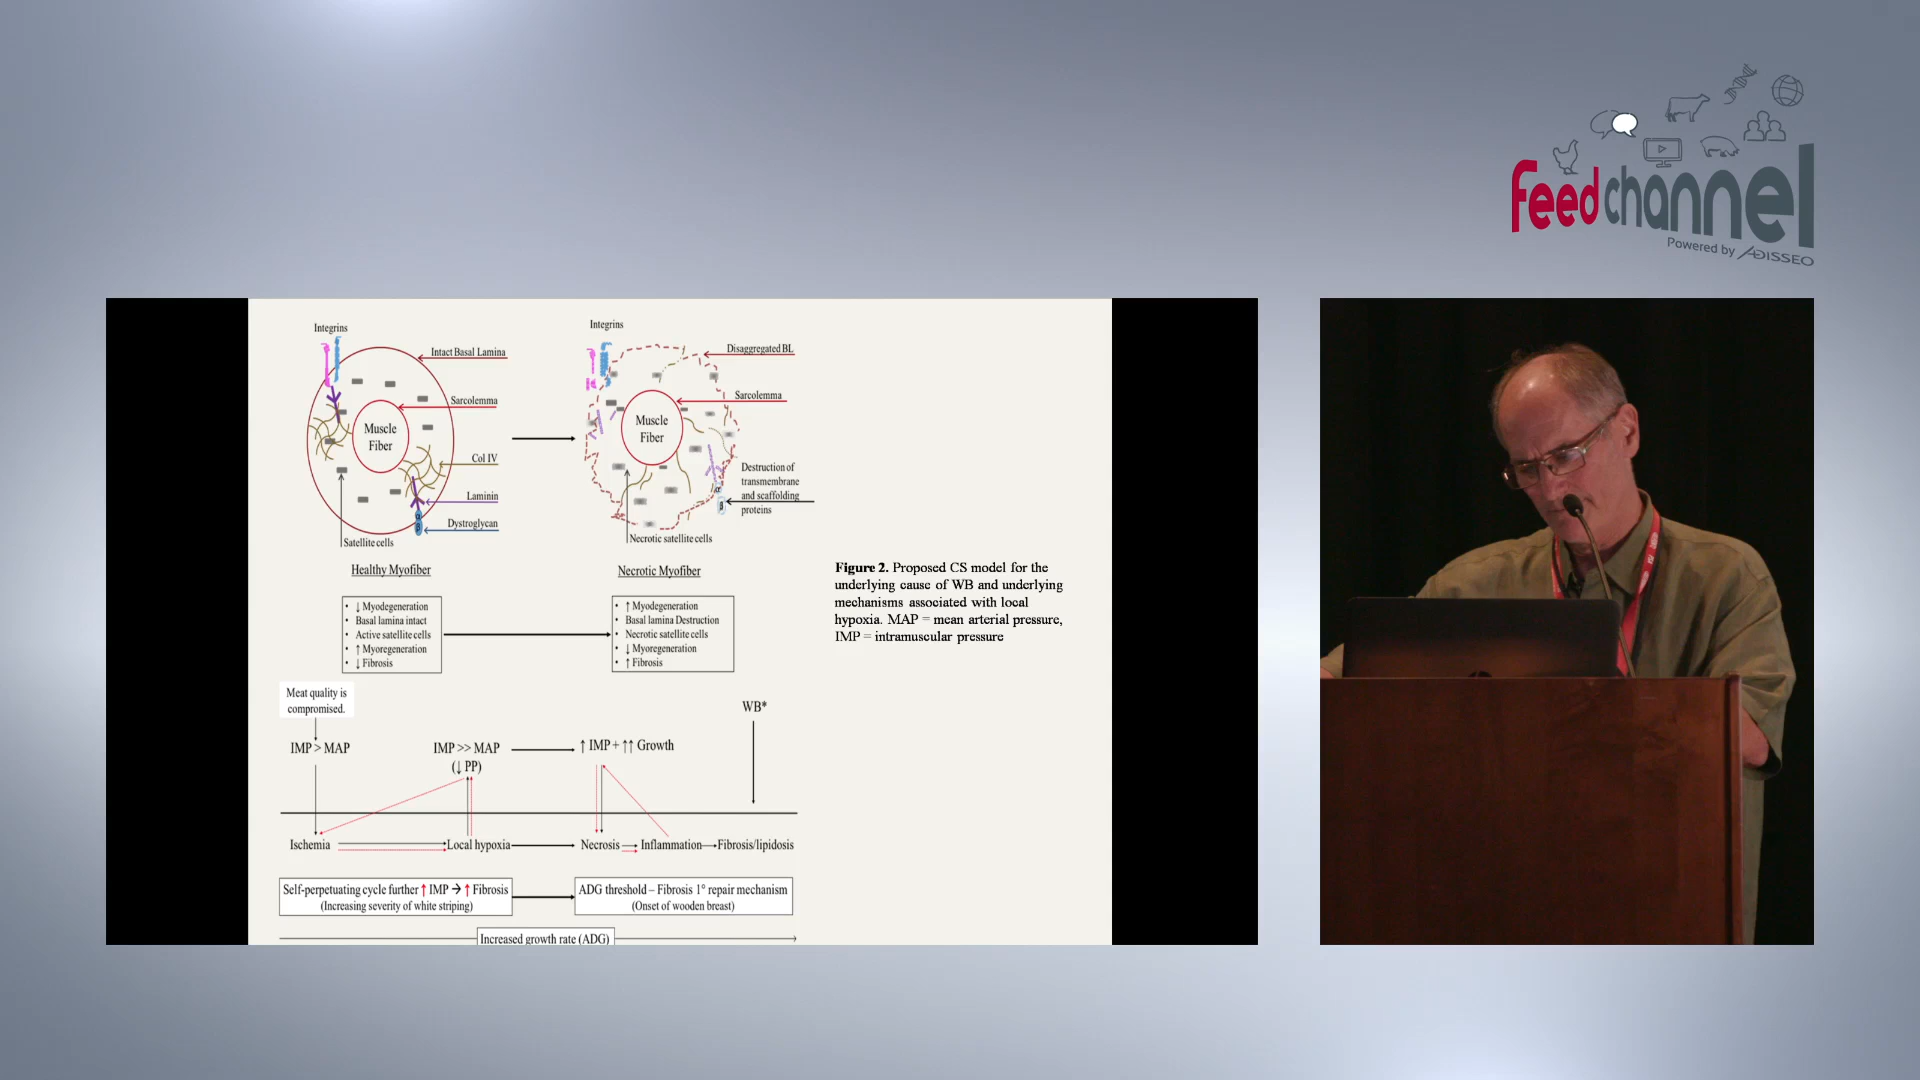 feedchannel
Powered by ADISSEO
Integrins
Intact Basal Lamina
Sarcolemma
Muscle
Fiber
Col IV
Laminin
α
β
Dystroglycan
Satellite cells
Healthy Myofiber
Integrins
Disaggregated BL
Sarcolemma
Muscle
Fiber
Destruction of
transmembrane
and scaffolding
proteins
α
β
Necrotic satellite cells
Necrotic Myofiber
• ↓ Myodegeneration
• Basal lamina intact
• Active satellite cells
• ↑ Myoregeneration
• ↓ Fibrosis
• ↑ Myodegeneration
• Basal lamina Destruction
• Necrotic satellite cells
• ↓ Myoregeneration
• ↑ Fibrosis
Figure 2. Proposed CS model for the
underlying cause of WB and underlying
mechanisms associated with local
hypoxia. MAP = mean arterial pressure,
IMP = intramuscular pressure
Meat quality is
compromised.
WB*
IMP > MAP
IMP >> MAP
(↓ PP)
↑ IMP + ↑↑ Growth
Ischemia
Local hypoxia
Necrosis
Inflammation
Fibrosis/lipidosis
Self-perpetuating cycle further ↑ IMP → ↑ Fibrosis
(Increasing severity of white striping)
ADG threshold – Fibrosis 1° repair mechanism
(Onset of wooden breast)
Increased growth rate (ADG)